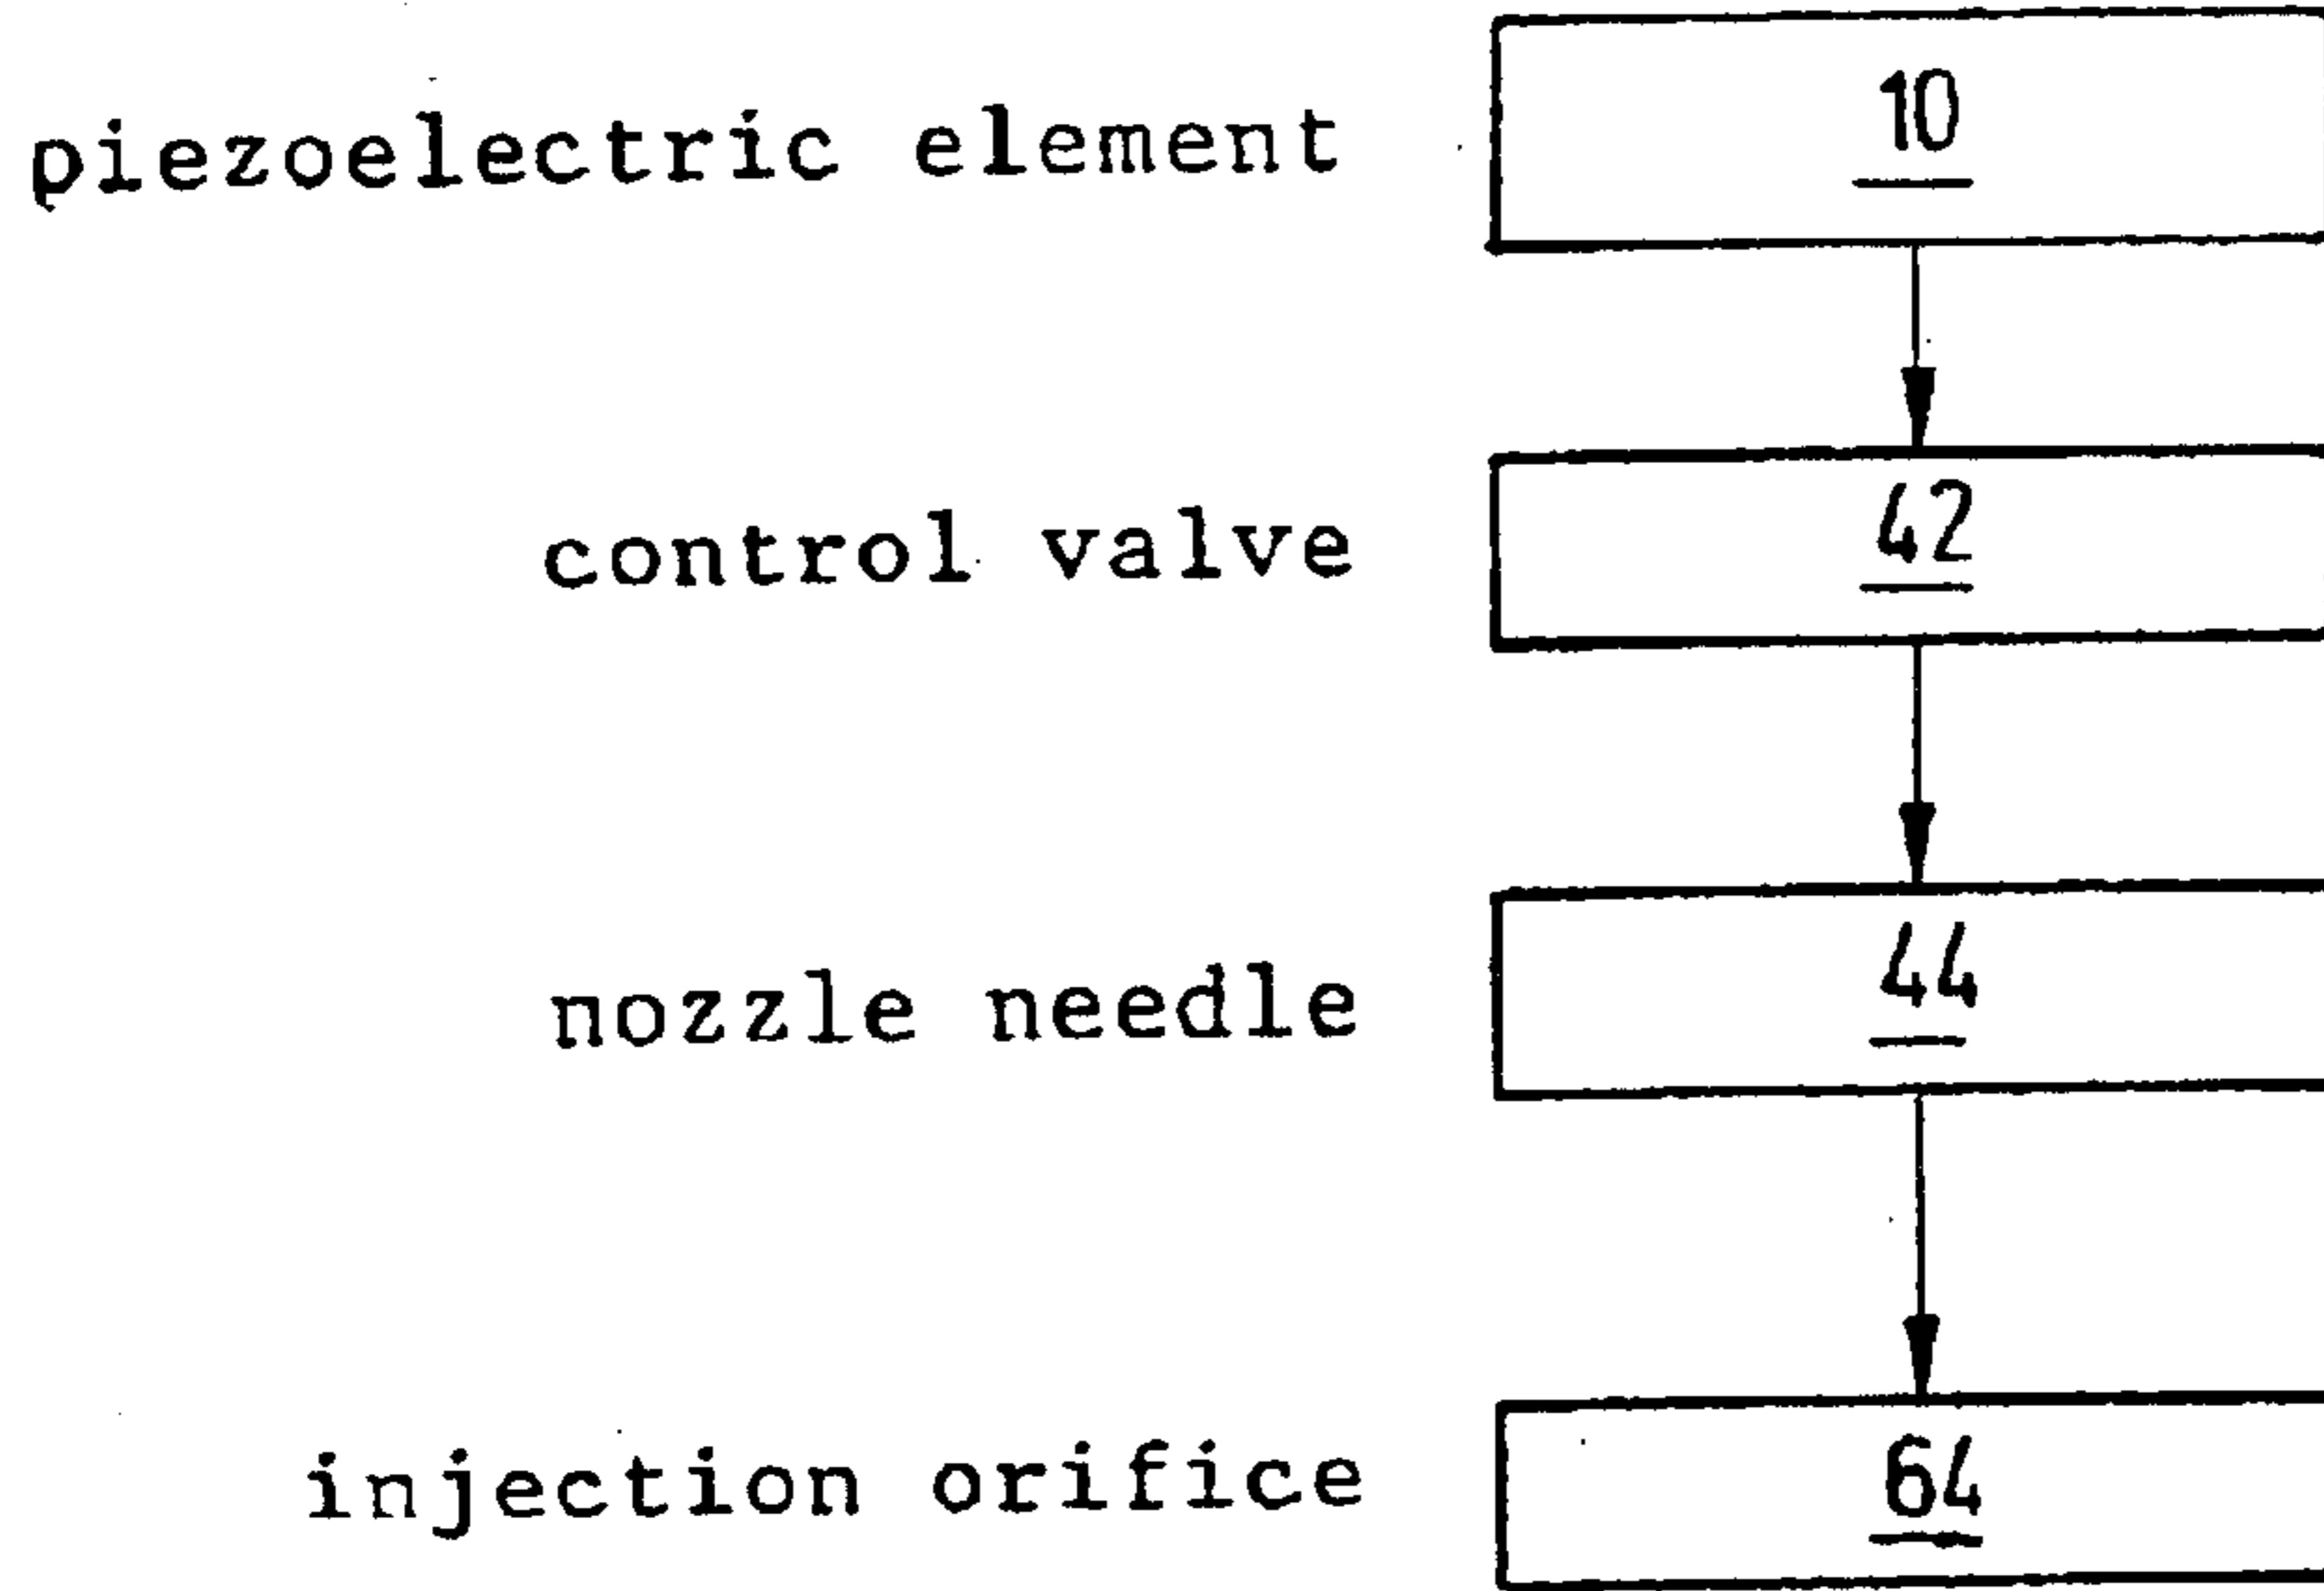 piezoelectric element 10
control valve 42
nozzle needle 44
injection orifice 64